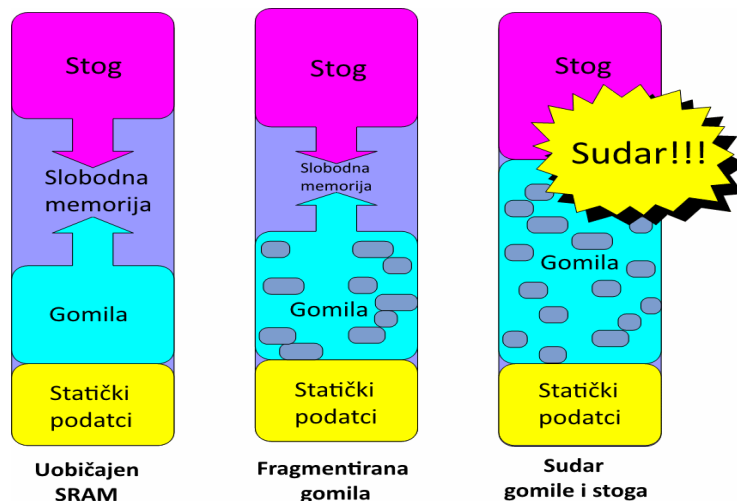 Stog
Slobodna
memorija
Gomila
Statički
podatci
Uobičajen
SRAM
Stog
Slobodna
memorija
Gomila
Statički
podatci
Fragmentirana
gomila
Stog
Sudar!!!
Gomila
Statički
podatci
Sudar
gomile i stoga